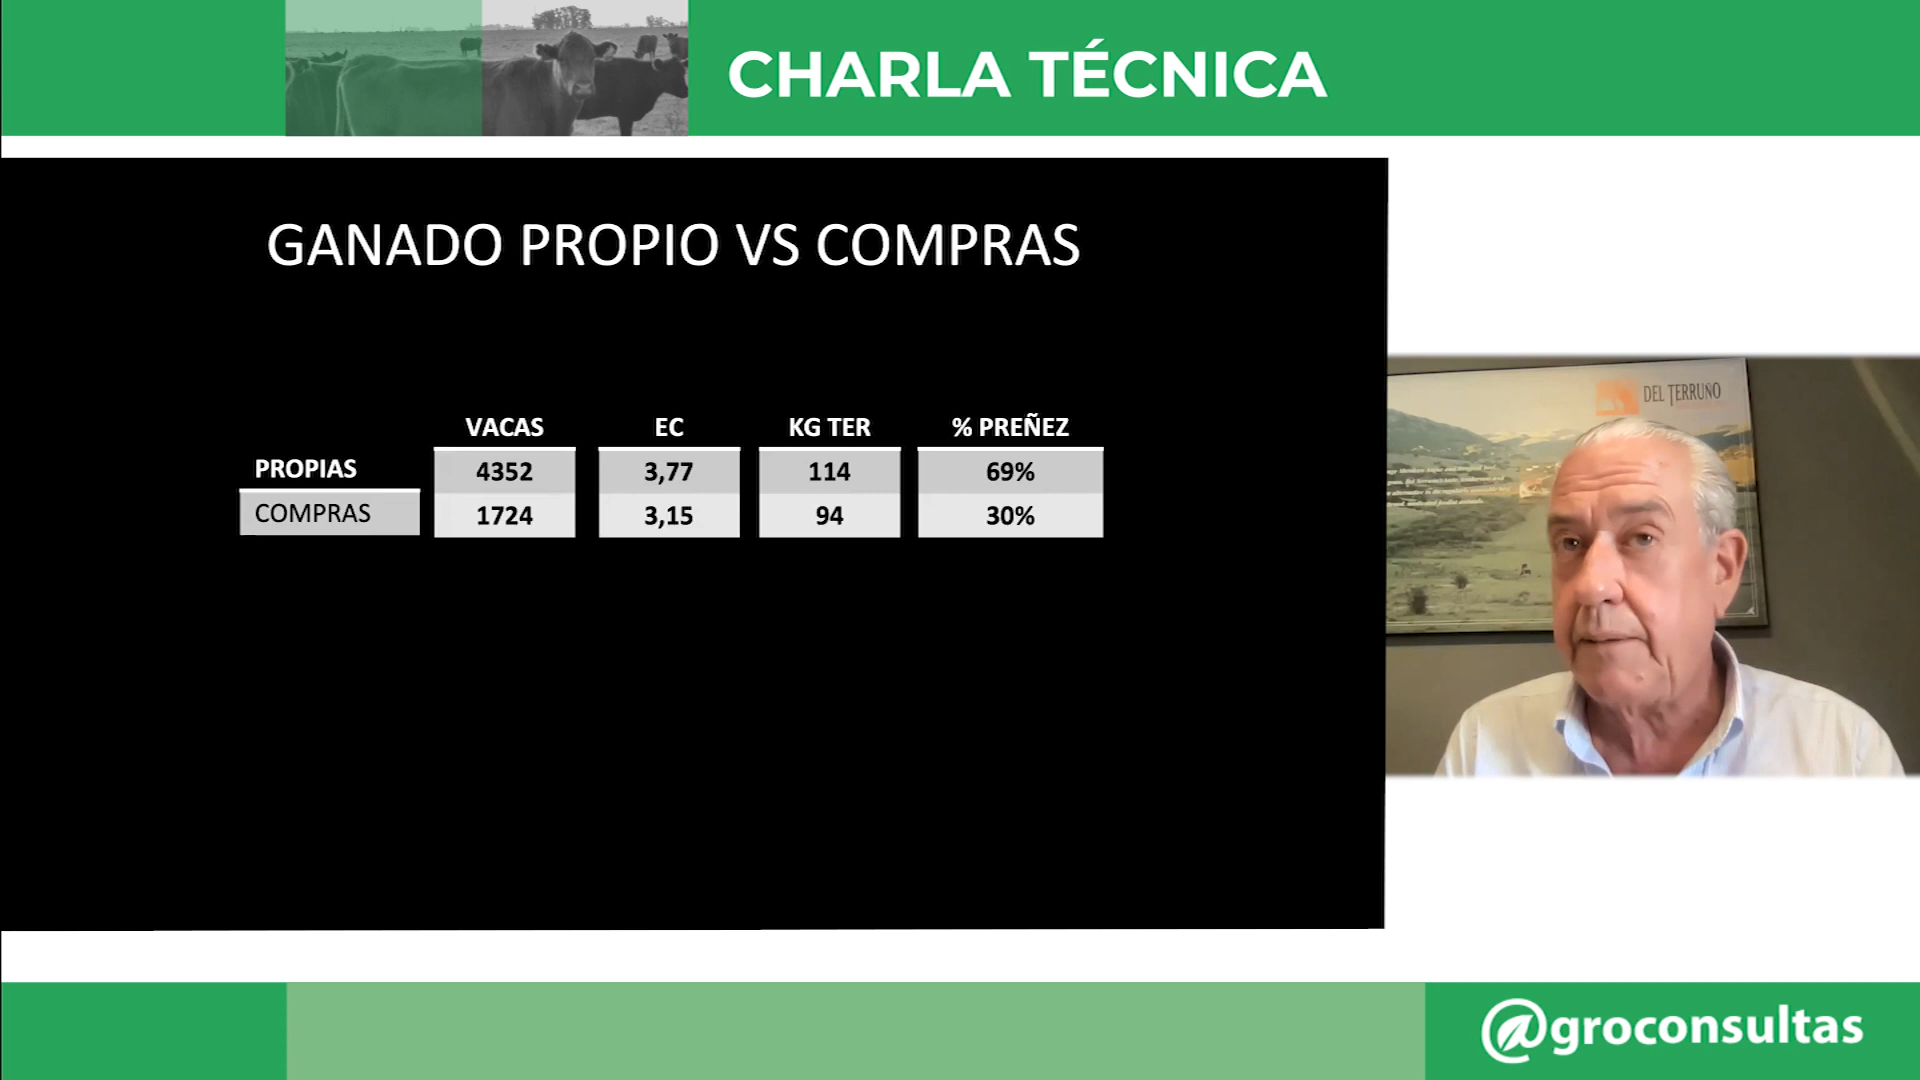 CHARLA TÉCNICA
GANADO PROPIO VS COMPRAS
VACAS EC KG TER % PREÑEZ
PROPIAS 4352 3,77 114 69%
COMPRAS 1724 3,15 94 30%
DEL TERRUÑO
@groconsultas